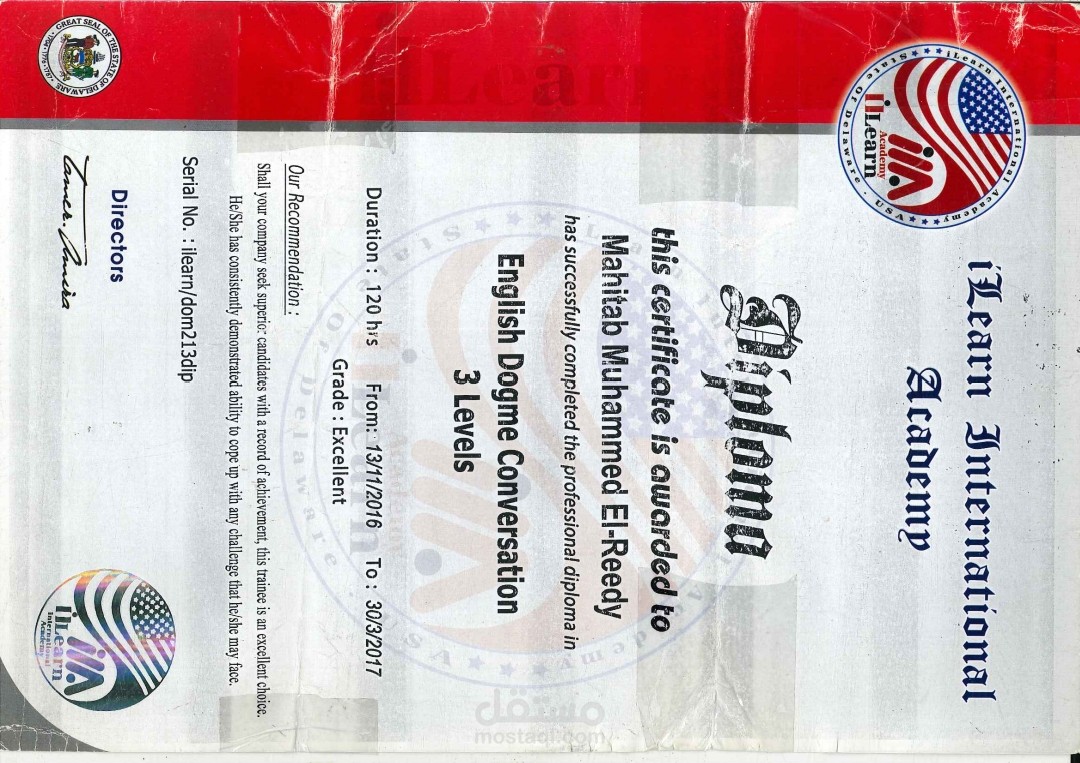 iLearn International
Academy
iLearn International Academy
State Of Delaware · USA
iLearn
Academy
Diploma
this certificate is awarded to
Mahitab Muhammed El-Reedy
has successfully completed the professional diploma in
English Dogme Conversation
3 Levels
Duration : 120 hrs From: 13/11/2016 To : 30/3/2017
Grade : Excellent
Our Recommendation :
Shall your company seek superior candidates with a record of achievement, this trainee is an excellent choice.
He/She has consistently demonstrated ability to cope up with any challenge that he/she may face.
Serial No. : ilearn/dom213dip
Directors
GREAT SEAL OF THE STATE OF DELAWARE
iLearn
International
Academy
مستقل
mostaql.com